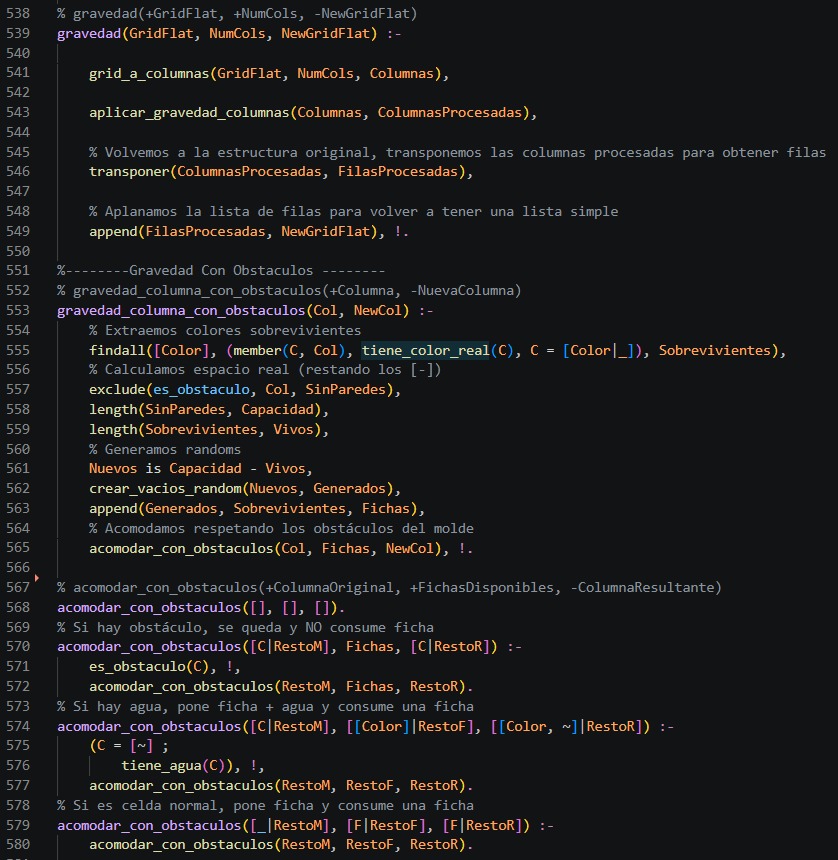 538 % gravedad(+GridFlat, +NumCols, -NewGridFlat)
539 gravedad(GridFlat, NumCols, NewGridFlat) :-
540
541     grid_a_columnas(GridFlat, NumCols, Columnas),
542
543     aplicar_gravedad_columnas(Columnas, ColumnasProcesadas),
544
545     % Volvemos a la estructura original, transponemos las columnas procesadas para obtener filas
546     transponer(ColumnasProcesadas, FilasProcesadas),
547
548     % Aplanamos la lista de filas para volver a tener una lista simple
549     append(FilasProcesadas, NewGridFlat), !.
550
551 %--------Gravedad Con Obstaculos --------
552 % gravedad_columna_con_obstaculos(+Columna, -NuevaColumna)
553 gravedad_columna_con_obstaculos(Col, NewCol) :-
554     % Extraemos colores sobrevivientes
555     findall([Color], (member(C, Col), tiene_color_real(C), C = [Color|_]), Sobrevivientes),
556     % Calculamos espacio real (restando los [-])
557     exclude(es_obstaculo, Col, SinParedes),
558     length(SinParedes, Capacidad),
559     length(Sobrevivientes, Vivos),
560     % Generamos randoms
561     Nuevos is Capacidad - Vivos,
562     crear_vacios_random(Nuevos, Generados),
563     append(Generados, Sobrevivientes, Fichas),
564     % Acomodamos respetando los obstáculos del molde
565     acomodar_con_obstaculos(Col, Fichas, NewCol), !.
566
567 % acomodar_con_obstaculos(+ColumnaOriginal, +FichasDisponibles, -ColumnaResultante)
568 acomodar_con_obstaculos([], [], []).
569 % Si hay obstáculo, se queda y NO consume ficha
570 acomodar_con_obstaculos([C|RestoM], Fichas, [C|RestoR]) :-
571     es_obstaculo(C), !,
572     acomodar_con_obstaculos(RestoM, Fichas, RestoR).
573 % Si hay agua, pone ficha + agua y consume una ficha
574 acomodar_con_obstaculos([C|RestoM], [[Color]|RestoF], [[Color, ~]|RestoR]) :-
575     (C = [~] ;
576         tiene_agua(C)), !,
577     acomodar_con_obstaculos(RestoM, RestoF, RestoR).
578 % Si es celda normal, pone ficha y consume una ficha
579 acomodar_con_obstaculos([_|RestoM], [F|RestoF], [F|RestoR]) :-
580     acomodar_con_obstaculos(RestoM, RestoF, RestoR).